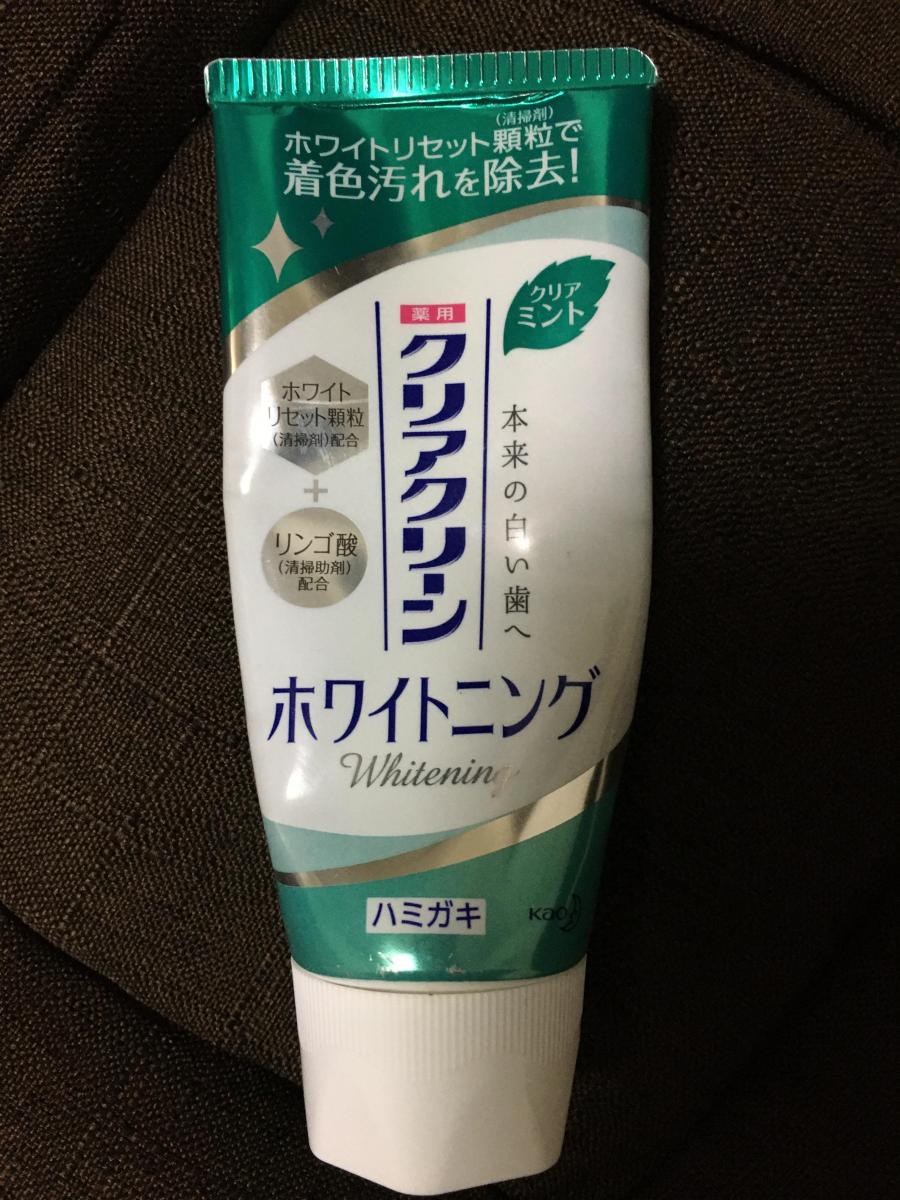 (清掃剤)
ホワイトリセット顆粒で
着色汚れを除去!
クリア
ミント
薬用
クリアクリーン
本来の白い歯へ
ホワイト
リセット顆粒
(清掃剤)配合
+
リンゴ酸
(清掃助剤)
配合
ホワイトニング
Whitening
ハミガキ
Kao